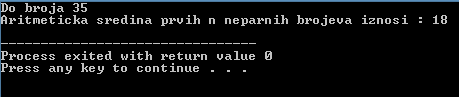 Do broja 35
Aritmeticka sredina prvih n neparnih brojeva iznosi : 18
--------------------------------
Process exited with return value 0
Press any key to continue . . .